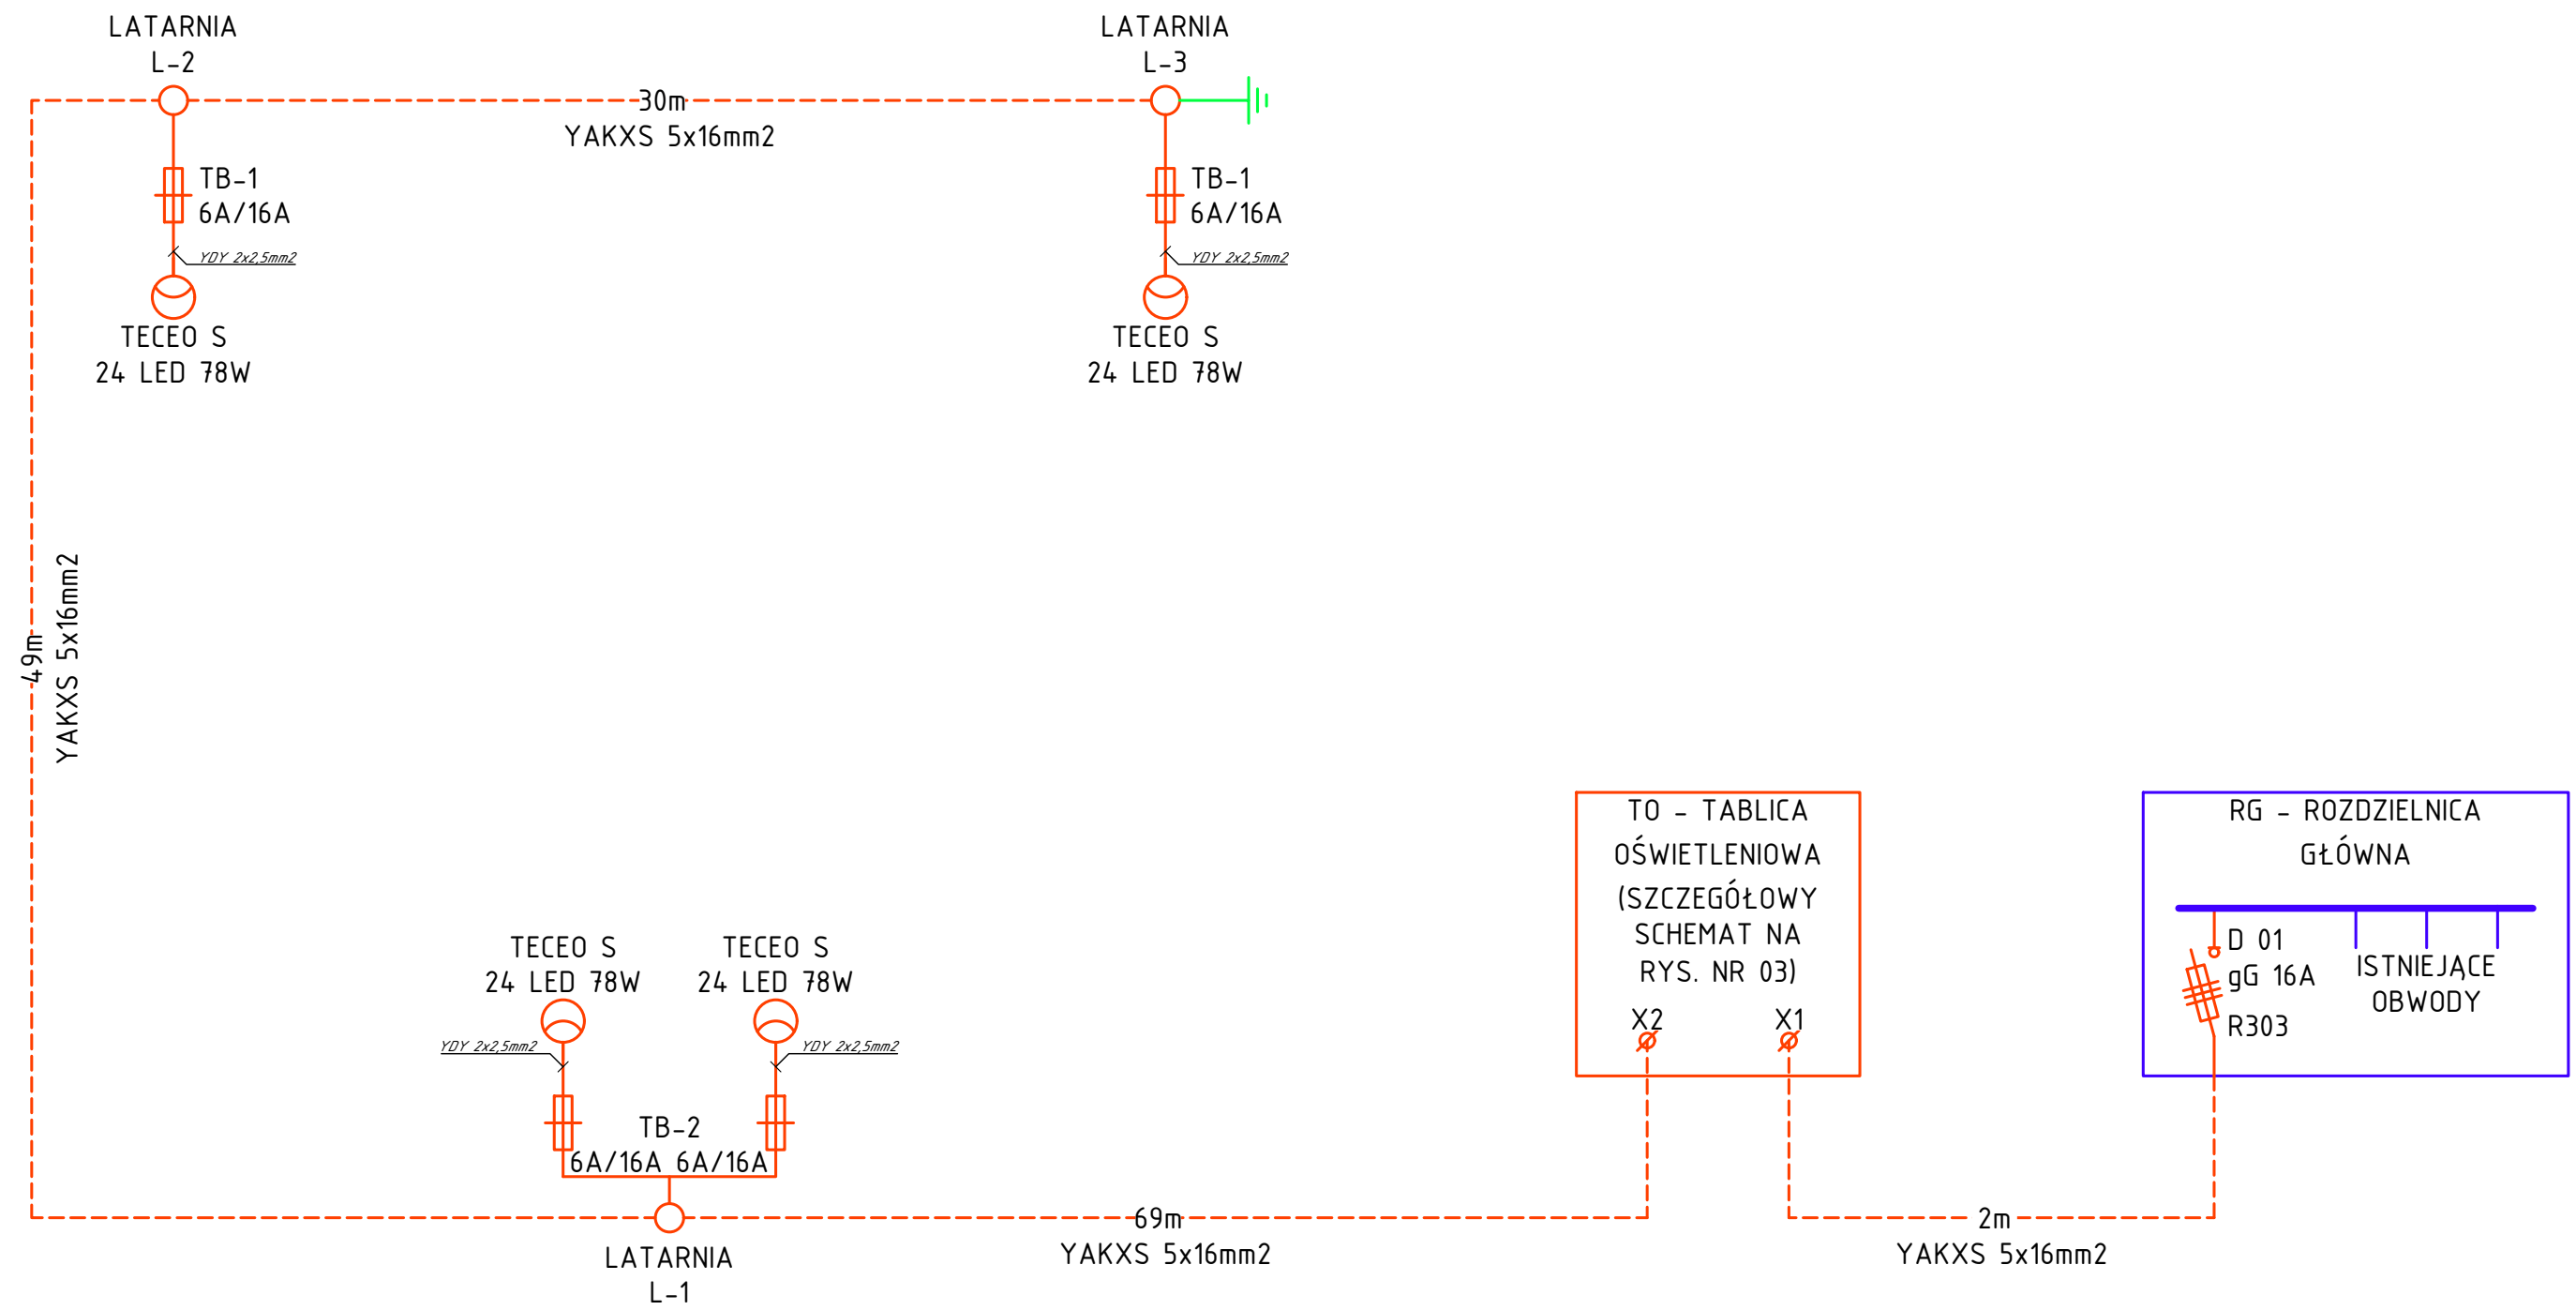 LATARNIA
L-2
LATARNIA
L-3
30m
YAKXS 5x16mm2
TB-1
6A/16A
YDY 2x2,5mm2
TECEO S
24 LED 78W
TB-1
6A/16A
YDY 2x2,5mm2
TECEO S
24 LED 78W
49m
YAKXS 5x16mm2
TECEO S
24 LED 78W
TECEO S
24 LED 78W
YDY 2x2,5mm2
YDY 2x2,5mm2
TB-2
6A/16A 6A/16A
LATARNIA
L-1
69m
YAKXS 5x16mm2
TO - TABLICA
OŚWIETLENIOWA
(SZCZEGÓŁOWY
SCHEMAT NA
RYS. NR 03)
X2
X1
2m
YAKXS 5x16mm2
RG - ROZDZIELNICA
GŁÓWNA
D 01
gG 16A
R303
ISTNIEJĄCE
OBWODY